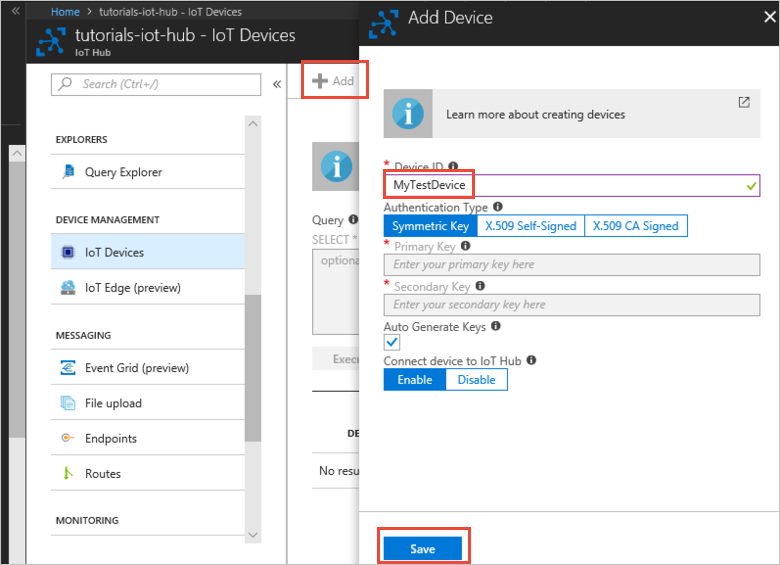 Home > tutorials-iot-hub - IoT Devices
tutorials-iot-hub - IoT Devices
IoT Hub
Search (Ctrl+/)
EXPLORERS
Query Explorer
DEVICE MANAGEMENT
IoT Devices
IoT Edge (preview)
MESSAGING
Event Grid (preview)
File upload
Endpoints
Routes
MONITORING
Add
Query
SELECT *
optiona
Execu
DE
No resu
Add Device
Learn more about creating devices
* Device ID
MyTestDevice
Authentication Type
Symmetric Key X.509 Self-Signed X.509 CA Signed
* Primary Key
Enter your primary key here
* Secondary Key
Enter your secondary key here
Auto Generate Keys
Connect device to IoT Hub
Enable Disable
Save